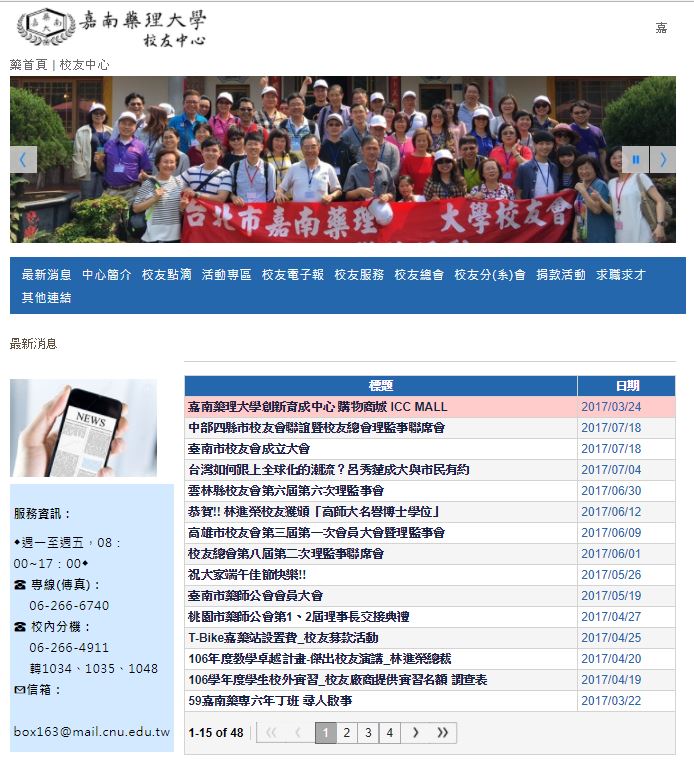 嘉南藥理大學
校友中心
嘉
藥首頁 | 校友中心
台北市嘉南藥理 大學校友會
最新消息 中心簡介 校友點滴 活動專區 校友電子報 校友服務 校友總會 校友分(系)會 捐款活動 求職求才
其他連結
最新消息
NEWS
服務資訊：
◆週一至週五，08：
00~17：00◆
☎ 專線(傳真)：
06-266-6740
☎ 校內分機：
06-266-4911
轉1034、1035、1048
✉信箱：
box163@mail.cnu.edu.tw
標題 日期
嘉南藥理大學創新育成中心 購物商城 ICC MALL 2017/03/24
中部四縣市校友會聯誼暨校友總會理監事聯席會 2017/07/18
臺南市校友會成立大會 2017/07/18
台灣如何跟上全球化的潮流？呂秀蓮成大與市民有約 2017/07/04
雲林縣校友會第六屆第六次理監事會 2017/06/30
恭賀!! 林進榮校友獲頒「高師大名譽博士學位」 2017/06/12
高雄市校友會第三屆第一次會員大會暨理監事會 2017/06/09
校友總會第八屆第二次理監事聯席會 2017/06/01
祝大家端午佳節快樂!! 2017/05/26
臺南市藥師公會會員大會 2017/05/19
桃園市藥師公會第1、2屆理事長交接典禮 2017/04/27
T-Bike嘉藥站設置費_校友募款活動 2017/04/25
106年度教學卓越計畫-傑出校友演講_林進榮總裁 2017/04/20
106學年度學生校外實習_校友廠商提供實習名額 調查表 2017/04/19
59嘉南藥專六年丁班 尋人啟事 2017/03/22
1-15 of 48 1 2 3 4